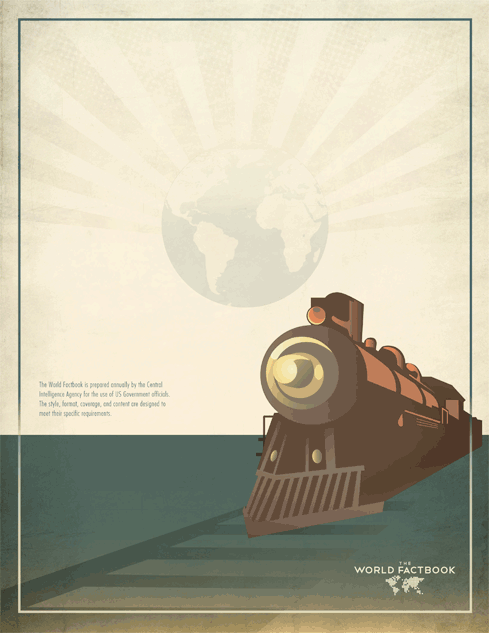 The World Factbook is prepared annually by the Central
Intelligence Agency for the use of US Government officials.
The style, format, coverage, and content are designed to
meet their specific requirements.
THE
WORLD FACTBOOK